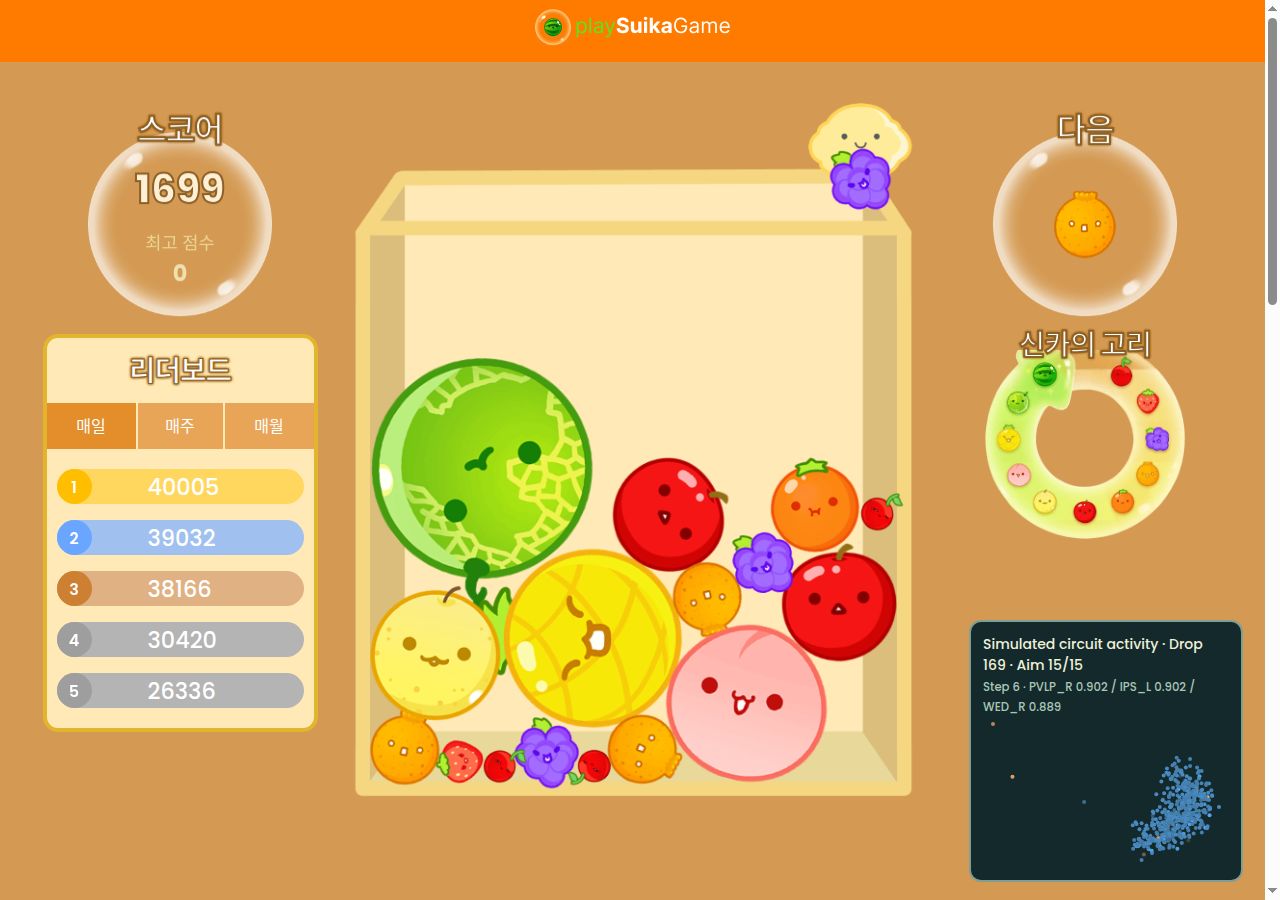 playSuikaGame
스코어
1699
최고 점수
0
리더보드
매일 매주 매월
1 40005
2 39032
3 38166
4 30420
5 26336
다음
신카의 고리
Simulated circuit activity · Drop
169 · Aim 15/15
Step 6 · PVLP_R 0.902 / IPS_L 0.902 /
WED_R 0.889